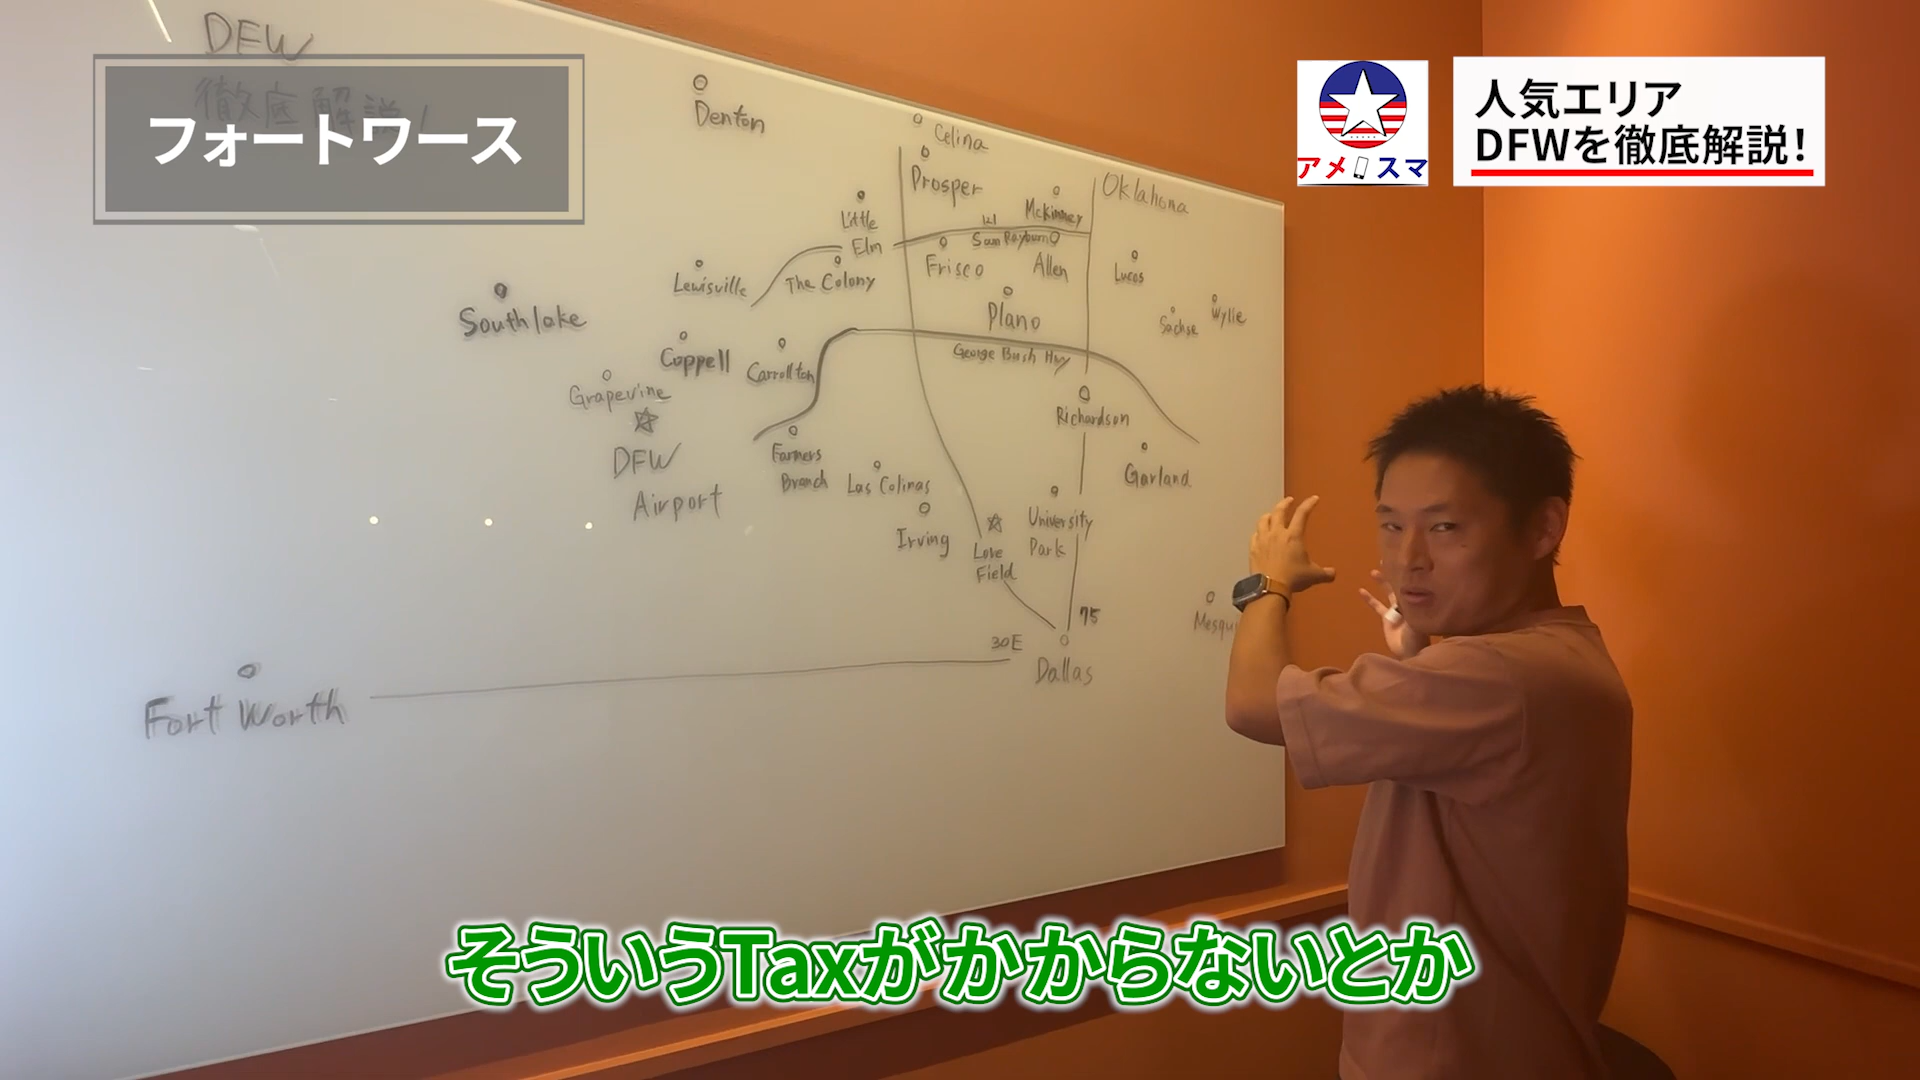 DFW
徹底解説!
フォートワース
アメスマ
人気エリア
DFWを徹底解説!
Denton
Celina
Prosper
Oklahoma
Little
Elm
McKinney
121
Sam Rayburn
Lewisville
The Colony
Frisco
Allen
Lucas
Southlake
Plano
Sachse
Wylie
Coppell
Carrollton
George Bush Hwy
Grapevine
Richardson
DFW
Airport
Farmers
Branch
Las Colinas
Garland
Irving
Love
Field
University
Park
75
30E
Dallas
Mesqu
Fort Worth
そういうTaxがかからないとか